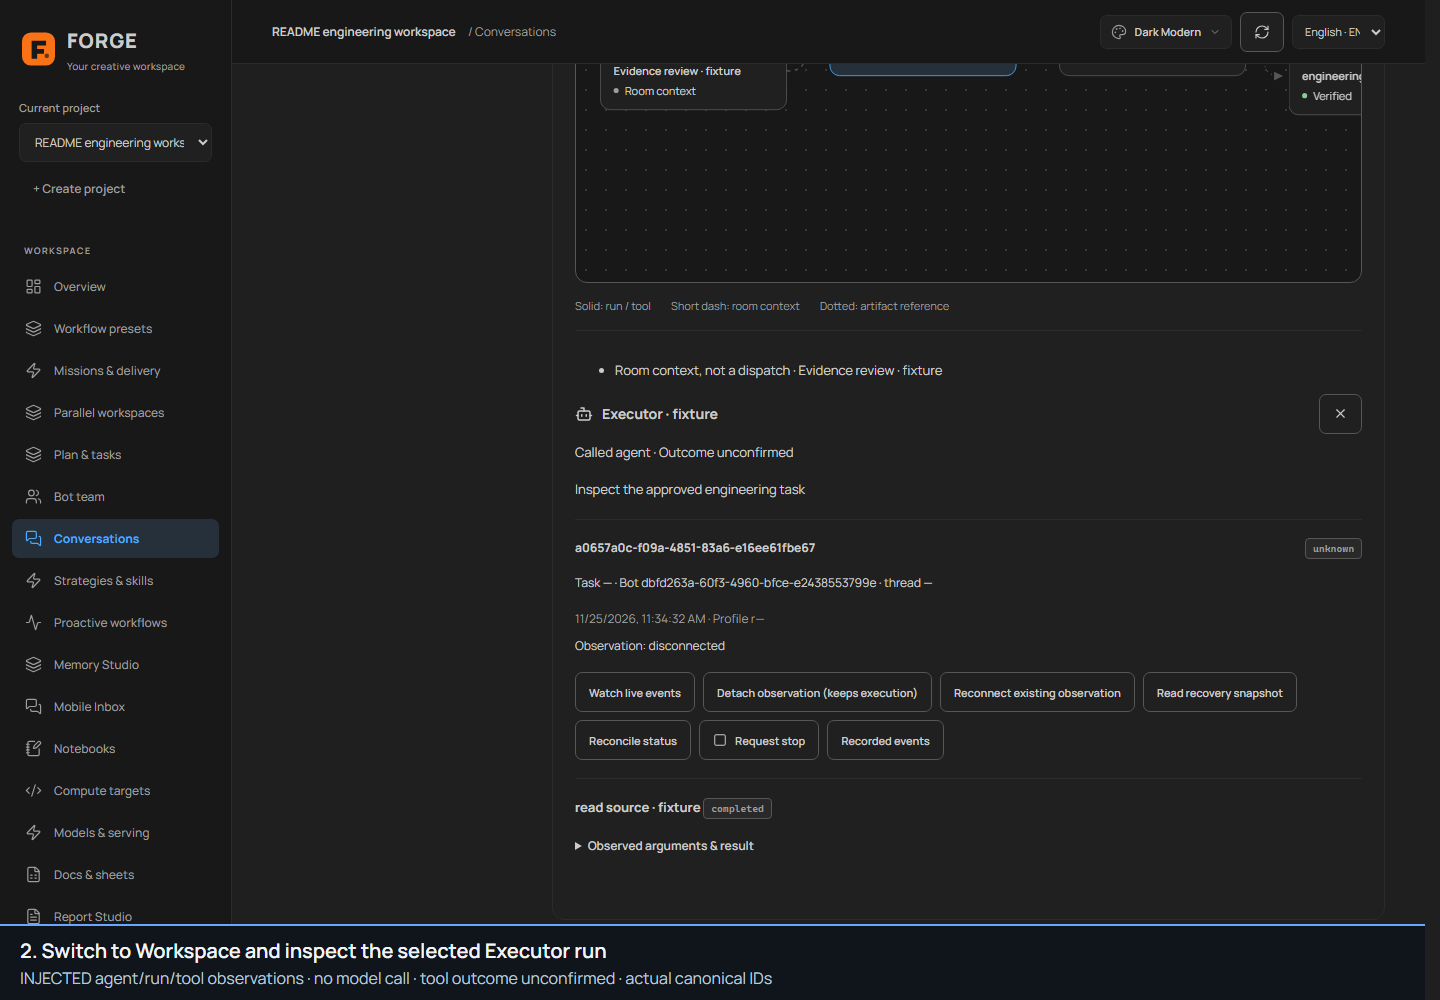 FORGE
Your creative workspace
Current project
README engineering works
+ Create project
WORKSPACE
Overview
Workflow presets
Missions & delivery
Parallel workspaces
Plan & tasks
Bot team
Conversations
Strategies & skills
Proactive workflows
Memory Studio
Mobile Inbox
Notebooks
Compute targets
Models & serving
Docs & sheets
Report Studio
README engineering workspace / Conversations
Dark Modern
English · EN
Evidence review · fixture
Room context
engineering
Verified
Solid: run / tool Short dash: room context Dotted: artifact reference
• Room context, not a dispatch · Evidence review · fixture
Executor · fixture
Called agent · Outcome unconfirmed
Inspect the approved engineering task
a0657a0c-f09a-4851-83a6-e16ee61fbe67 unknown
Task — · Bot dbfd263a-60f3-4960-bfce-e2438553799e · thread —
11/25/2026, 11:34:32 AM · Profile r—
Observation: disconnected
Watch live events Detach observation (keeps execution) Reconnect existing observation Read recovery snapshot
Reconcile status Request stop Recorded events
read source · fixture completed
Observed arguments & result
2. Switch to Workspace and inspect the selected Executor run
INJECTED agent/run/tool observations · no model call · tool outcome unconfirmed · actual canonical IDs